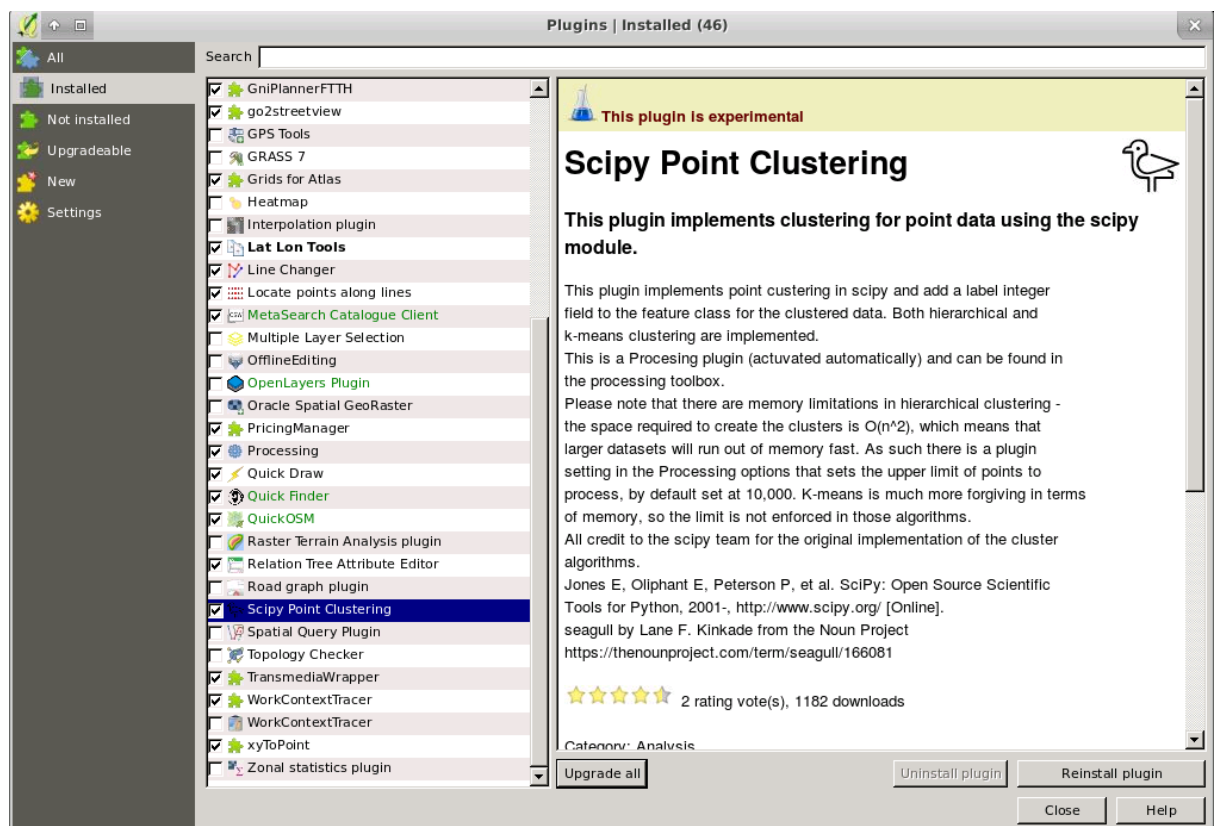 Plugins | Installed (46)
All
Installed
Not installed
Upgradeable
New
Settings
Search
GniPlannerFTTH
go2streetview
GPS Tools
GRASS 7
Grids for Atlas
Heatmap
Interpolation plugin
Lat Lon Tools
Line Changer
Locate points along lines
CSW MetaSearch Catalogue Client
Multiple Layer Selection
OfflineEditing
OpenLayers Plugin
Oracle Spatial GeoRaster
PricingManager
Processing
Quick Draw
Quick Finder
QuickOSM
Raster Terrain Analysis plugin
Relation Tree Attribute Editor
Road graph plugin
Scipy Point Clustering
Spatial Query Plugin
Topology Checker
TransmediaWrapper
WorkContextTracer
WorkContextTracer
xyToPoint
Zonal statistics plugin
This plugin is experimental
Scipy Point Clustering
This plugin implements clustering for point data using the scipy
module.
This plugin implements point custering in scipy and add a label integer
field to the feature class for the clustered data. Both hierarchical and
k-means clustering are implemented.
This is a Procesing plugin (actuvated automatically) and can be found in
the processing toolbox.
Please note that there are memory limitations in hierarchical clustering -
the space required to create the clusters is O(n^2), which means that
larger datasets will run out of memory fast. As such there is a plugin
setting in the Processing options that sets the upper limit of points to
process, by default set at 10,000. K-means is much more forgiving in terms
of memory, so the limit is not enforced in those algorithms.
All credit to the scipy team for the original implementation of the cluster
algorithms.
Jones E, Oliphant E, Peterson P, et al. SciPy: Open Source Scientific
Tools for Python, 2001-, http://www.scipy.org/ [Online].
seagull by Lane F. Kinkade from the Noun Project
https://thenounproject.com/term/seagull/166081
2 rating vote(s), 1182 downloads
Category: Analysis
Upgrade all
Uninstall plugin
Reinstall plugin
Close
Help